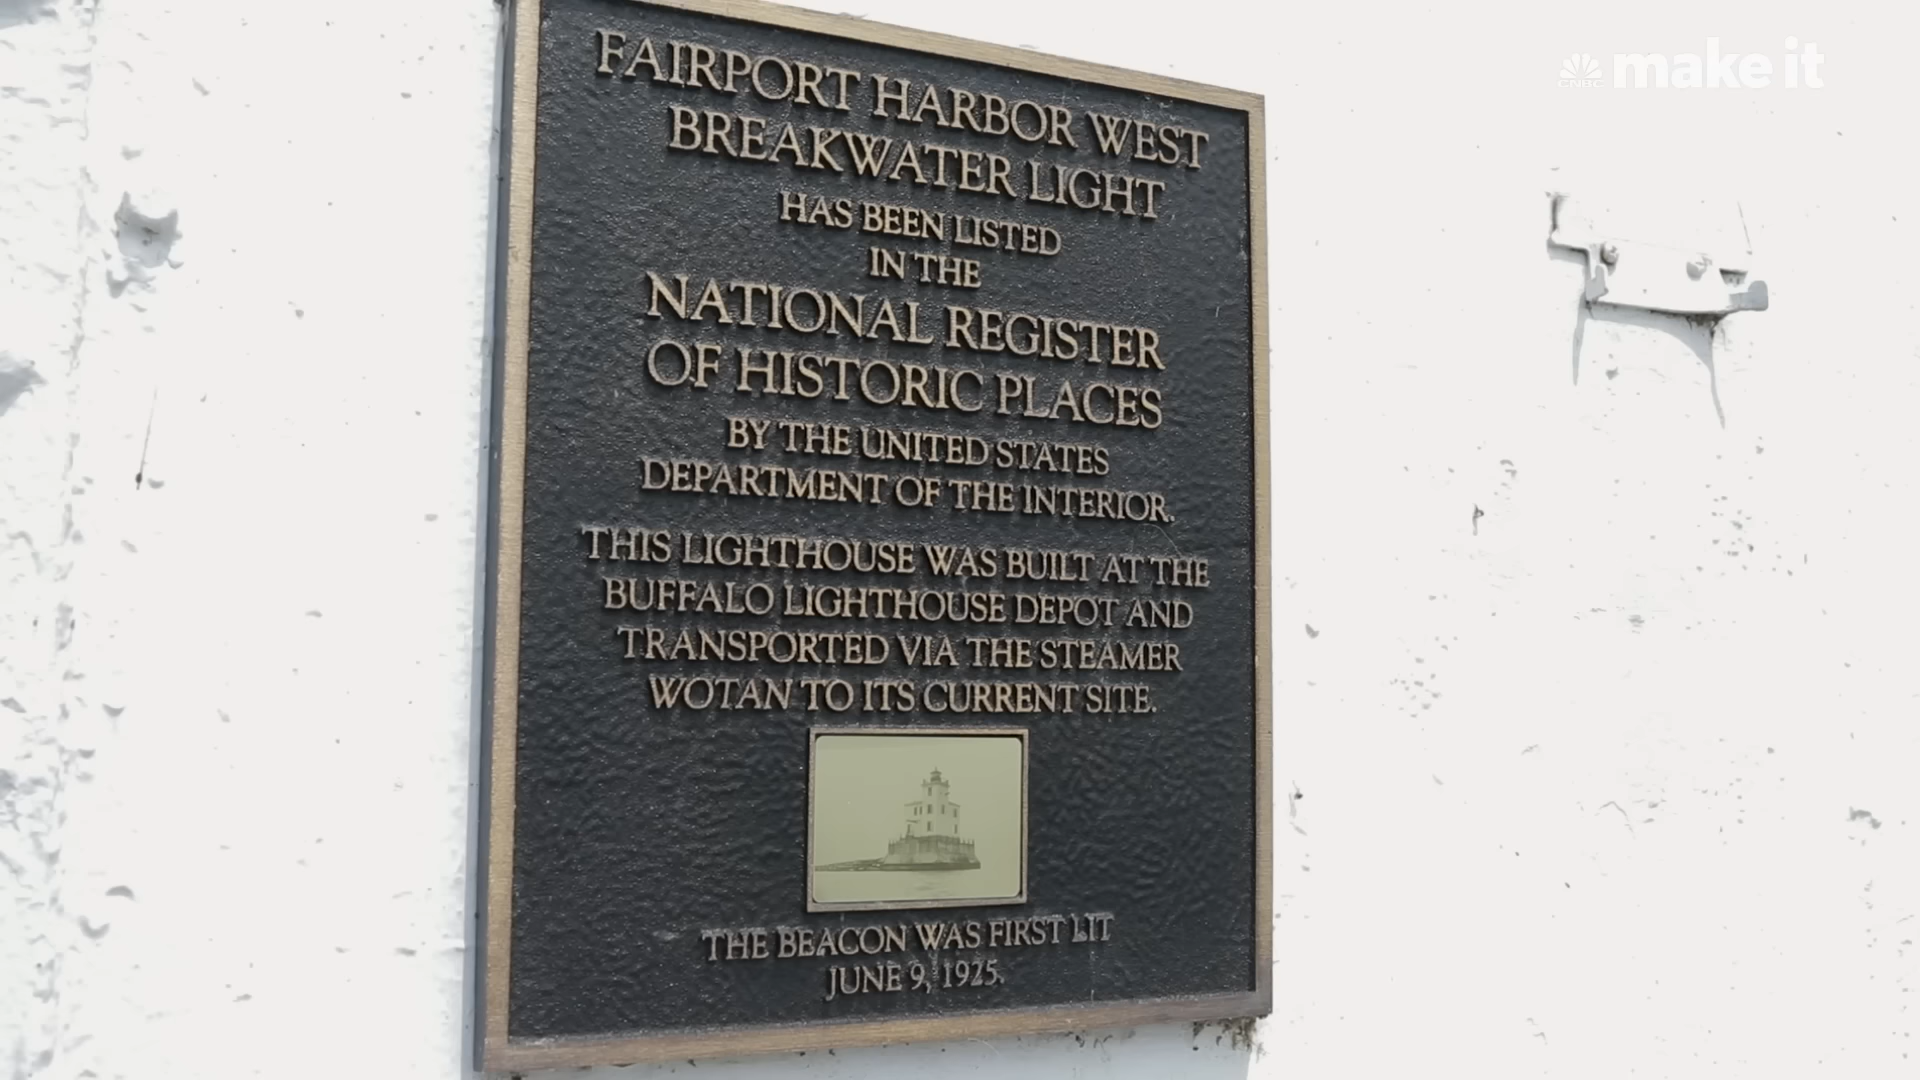 CNBC make it
FAIRPORT HARBOR WEST
BREAKWATER LIGHT
HAS BEEN LISTED
IN THE
NATIONAL REGISTER
OF HISTORIC PLACES
BY THE UNITED STATES
DEPARTMENT OF THE INTERIOR.
THIS LIGHTHOUSE WAS BUILT AT THE
BUFFALO LIGHTHOUSE DEPOT AND
TRANSPORTED VIA THE STEAMER
WOTAN TO ITS CURRENT SITE.
THE BEACON WAS FIRST LIT
JUNE 9, 1925.